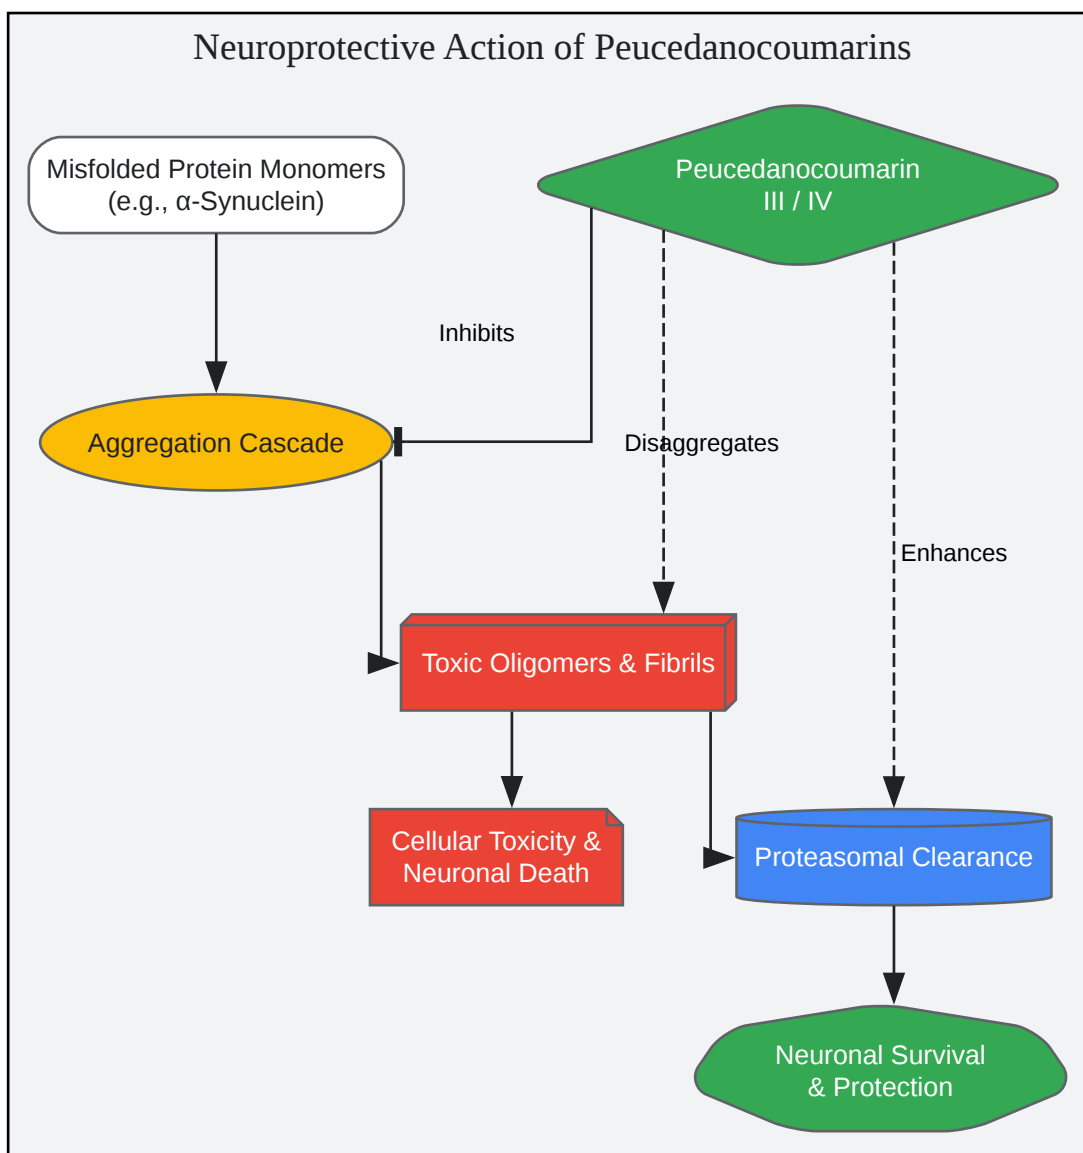 Neuroprotective Action of Peucedanocoumarins
Misfolded Protein Monomers
(e.g., α-Synuclein)
Peucedanocoumarin
III / IV
Inhibits
Aggregation Cascade
Disaggregates
Enhances
Toxic Oligomers & Fibrils
Cellular Toxicity &
Neuronal Death
Proteasomal Clearance
Neuronal Survival
& Protection